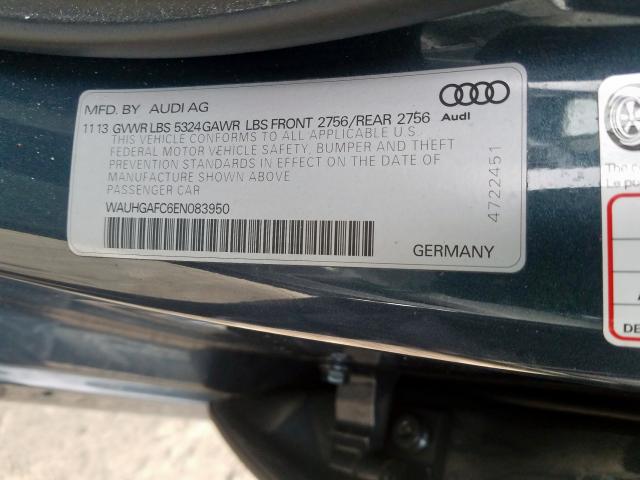 MFD. BY AUDI AG
Audi
11 13 GVWR LBS 5324 GAWR LBS FRONT 2756/REAR 2756
THIS VEHICLE CONFORMS TO ALL APPLICABLE U.S.
FEDERAL MOTOR VEHICLE SAFETY, BUMPER AND THEFT
PREVENTION STANDARDS IN EFFECT ON THE DATE OF
MANUFACTURE SHOWN ABOVE
PASSENGER CAR
WAUHGAFC6EN083950
GERMANY
4722451
The